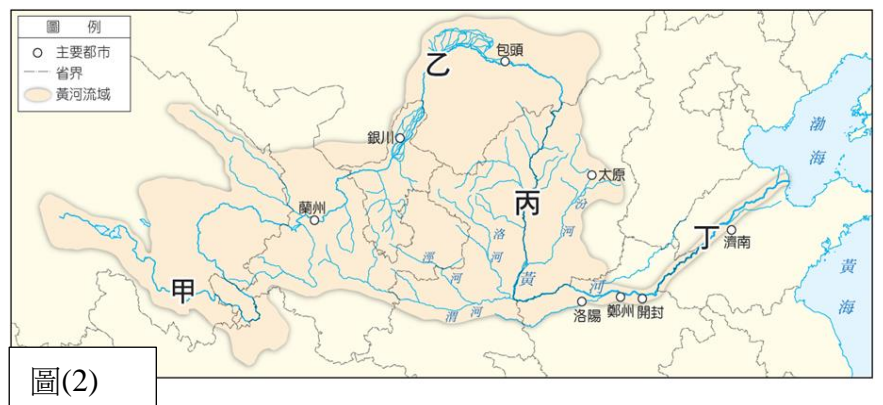 圖 例
主要都市
省界
黃河流域
乙
包頭
銀川
渤海
太原
丙
蘭州
汾河
洛河
丁
濟南
涇河
甲
黃河
黃海
渭河
洛陽
鄭州
開封
圖(2)